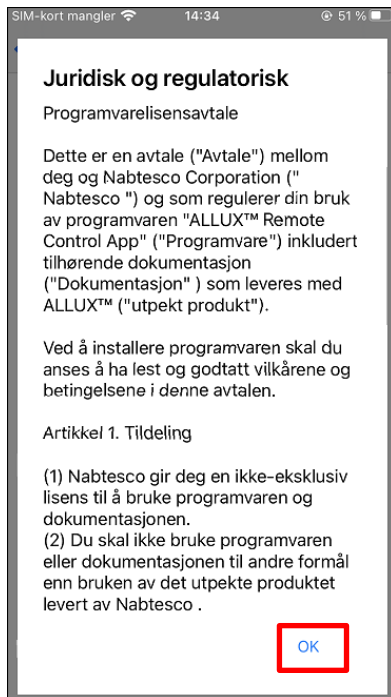 SIM-kort mangler 14:34 51 %
Juridisk og regulatorisk
Programvarelisensavtale
Dette er en avtale ("Avtale") mellom
deg og Nabtesco Corporation ("
Nabtesco ") og som regulerer din bruk
av programvaren "ALLUX™ Remote
Control App" ("Programvare") inkludert
tilhørende dokumentasjon
("Dokumentasjon" ) som leveres med
ALLUX™ ("utpekt produkt").
Ved å installere programvaren skal du
anses å ha lest og godtatt vilkårene og
betingelsene i denne avtalen.
Artikkel 1. Tildeling
(1) Nabtesco gir deg en ikke-eksklusiv
lisens til å bruke programvaren og
dokumentasjonen.
(2) Du skal ikke bruke programvaren
eller dokumentasjonen til andre formål
enn bruken av det utpekte produktet
levert av Nabtesco .
OK